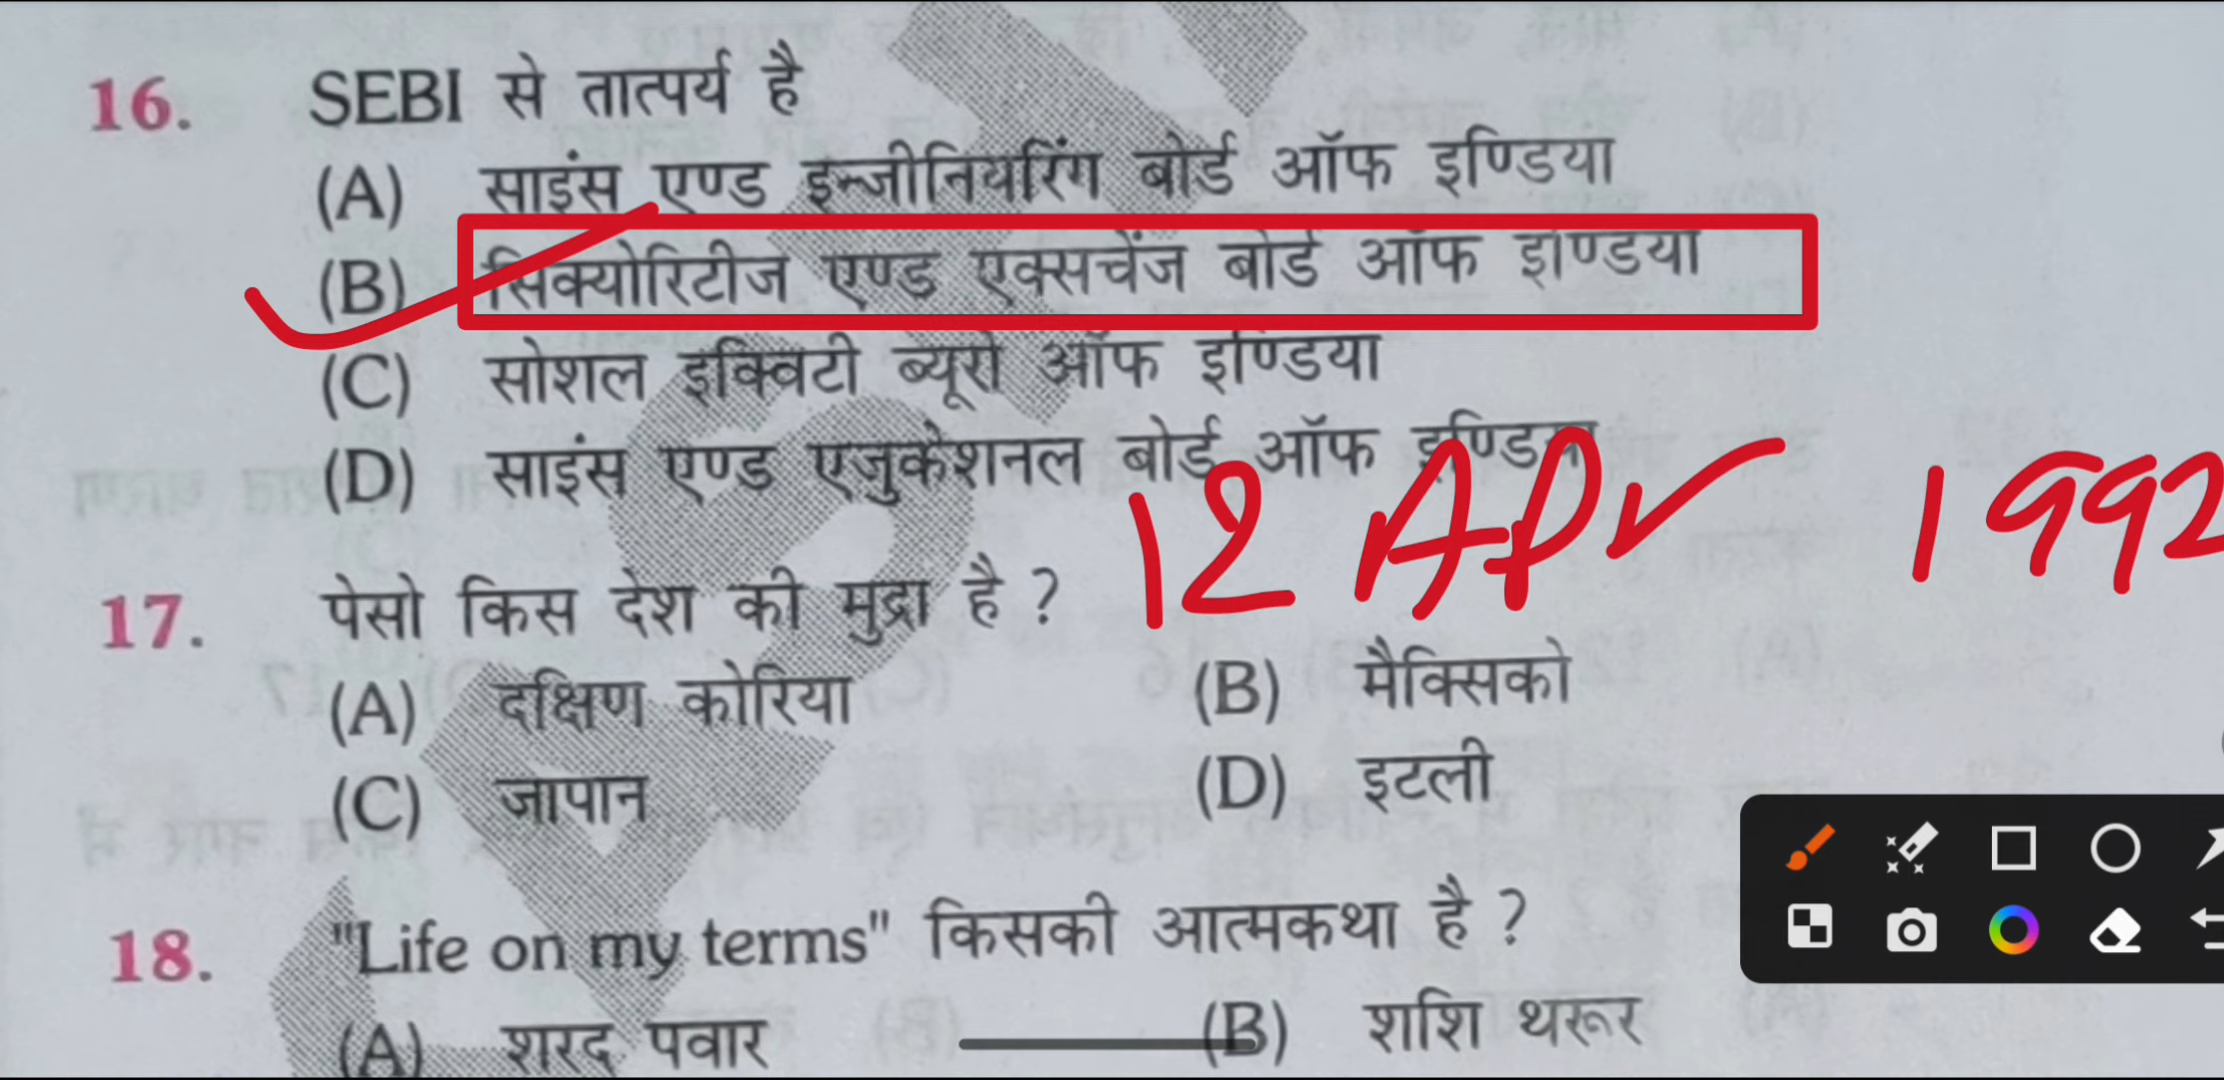 16. SEBI से तात्पर्य है
(A) साइंस एण्ड इन्जीनियरिंग बोर्ड ऑफ इण्डिया
(B) सिक्योरिटीज एण्ड एक्सचेंज बोर्ड ऑफ इण्डिया
(C) सोशल इक्विटी ब्यूरो ऑफ इण्डिया
(D) साइंस एण्ड एजुकेशनल बोर्ड ऑफ इण्डिया
12 APr 1992
17. पेसो किस देश की मुद्रा है ?
(A) दक्षिण कोरिया (B) मैक्सिको
(C) जापान (D) इटली
18. "Life on my terms" किसकी आत्मकथा है ?
(A) शरद पवार (B) शशि थरूर